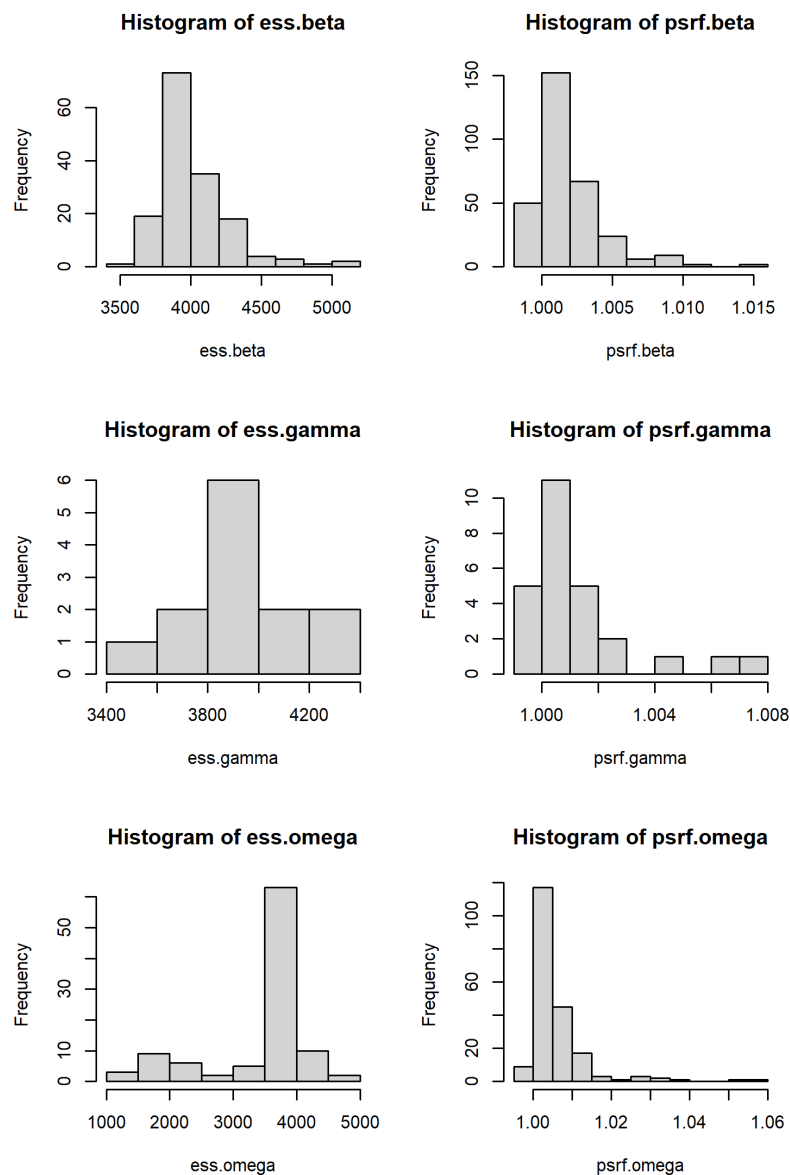 Histogram of ess.beta
Frequency
0 20 40 60
3500 4000 4500 5000
ess.beta
Histogram of psrf.beta
Frequency
0 50 100 150
1.000 1.005 1.010 1.015
psrf.beta
Histogram of ess.gamma
Frequency
0 1 2 3 4 5 6
3400 3800 4200
ess.gamma
Histogram of psrf.gamma
Frequency
0 2 4 6 8 10
1.000 1.004 1.008
psrf.gamma
Histogram of ess.omega
Frequency
0 10 30 50
1000 2000 3000 4000 5000
ess.omega
Histogram of psrf.omega
Frequency
0 20 60 100
1.00 1.02 1.04 1.06
psrf.omega